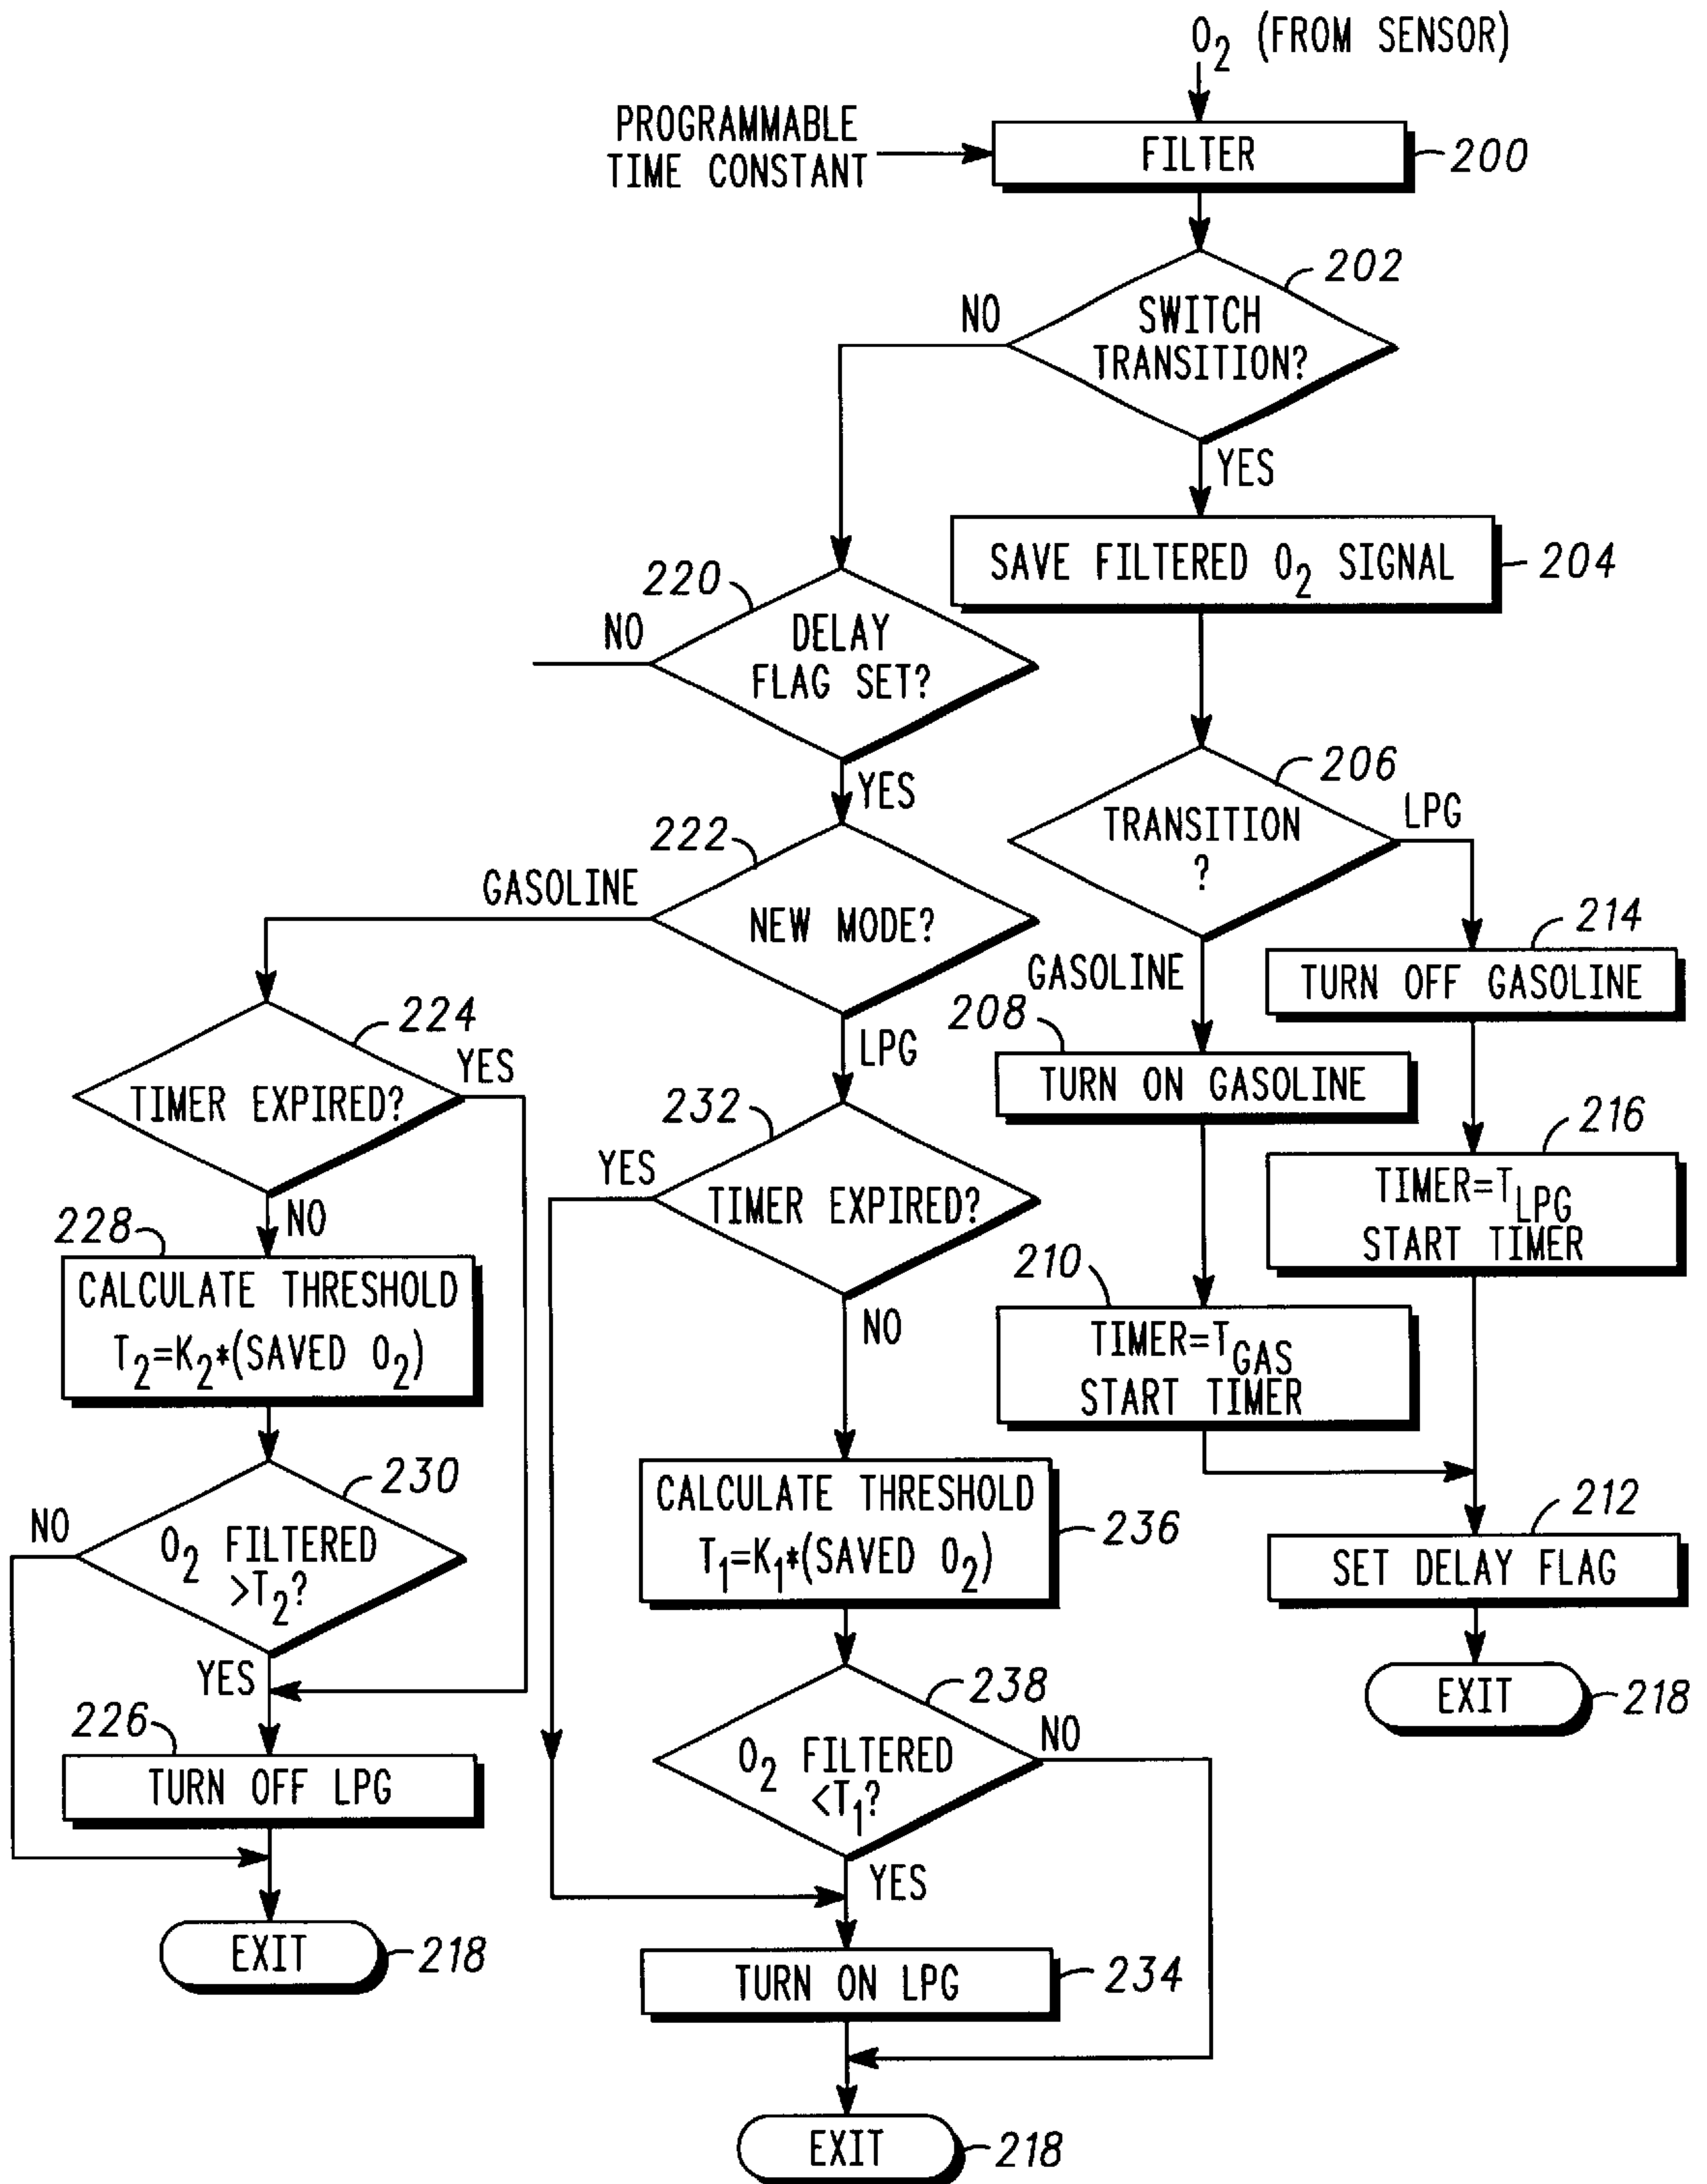 O2 (FROM SENSOR)
PROGRAMMABLE
TIME CONSTANT
FILTER
200
202
SWITCH
TRANSITION?
NO
YES
SAVE FILTERED O2 SIGNAL
204
220
DELAY
FLAG SET?
NO
YES
206
TRANSITION
?
LPG
GASOLINE
222
NEW MODE?
GASOLINE
LPG
214
TURN OFF GASOLINE
208
TURN ON GASOLINE
224
TIMER EXPIRED?
YES
NO
232
TIMER EXPIRED?
YES
NO
216
TIMER=TLPG
START TIMER
210
TIMER=TGAS
START TIMER
228
CALCULATE THRESHOLD
T2=K2*(SAVED O2)
230
O2 FILTERED
>T2?
NO
YES
236
CALCULATE THRESHOLD
T1=K1*(SAVED O2)
212
SET DELAY FLAG
EXIT
218
238
O2 FILTERED
<T1?
NO
YES
226
TURN OFF LPG
EXIT
218
TURN ON LPG
234
EXIT
218